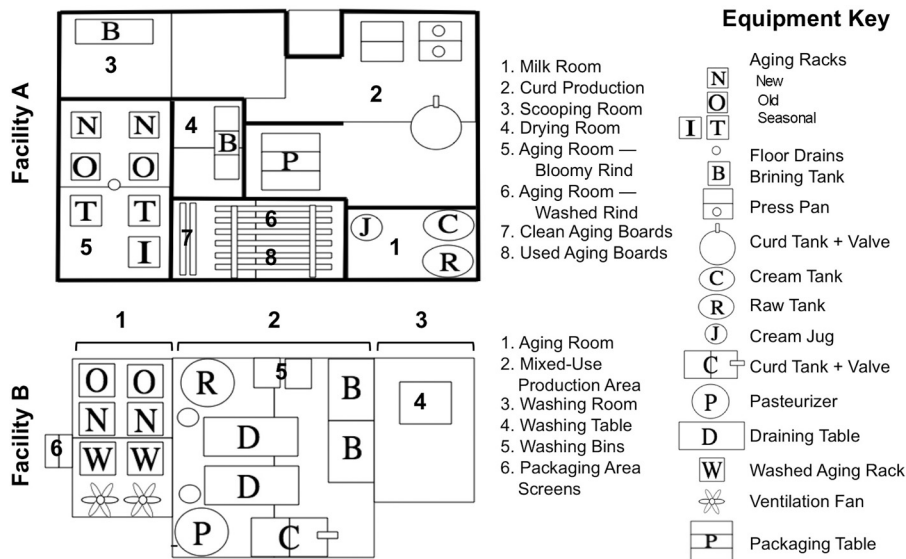 Equipment Key
Facility A
B
3
2
N N
4
B
O O
P
T T
5
I
7
6
8
J
C
1
R
1. Milk Room
2. Curd Production
3. Scooping Room
4. Drying Room
5. Aging Room —
Bloomy Rind
6. Aging Room —
Washed Rind
7. Clean Aging Boards
8. Used Aging Boards
Facility B
1 2 3
O O
R
5
B
4
N N
D
6
B
W W
D
P
C
1. Aging Room
2. Mixed-Use
Production Area
3. Washing Room
4. Washing Table
5. Washing Bins
6. Packaging Area
Screens
Aging Racks
N New
O Old
I T Seasonal
Floor Drains
B Brining Tank
Press Pan
Curd Tank + Valve
C Cream Tank
R Raw Tank
J Cream Jug
C Curd Tank + Valve
P Pasteurizer
D Draining Table
W Washed Aging Rack
Ventilation Fan
P Packaging Table